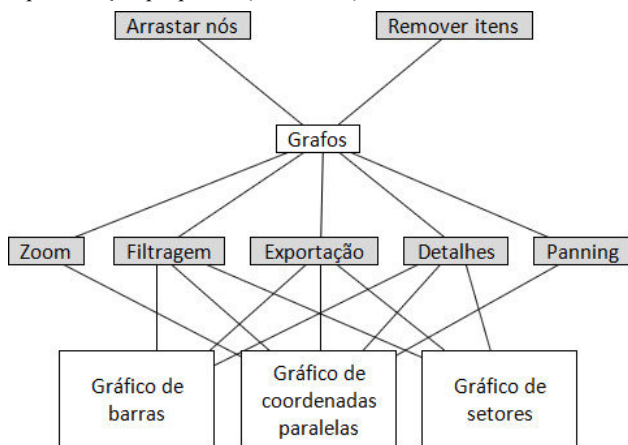 Arrastar nós
Remover itens
Grafos
Zoom
Filtragem
Exportação
Detalhes
Panning
Gráfico de
barras
Gráfico de
coordenadas
paralelas
Gráfico de
setores